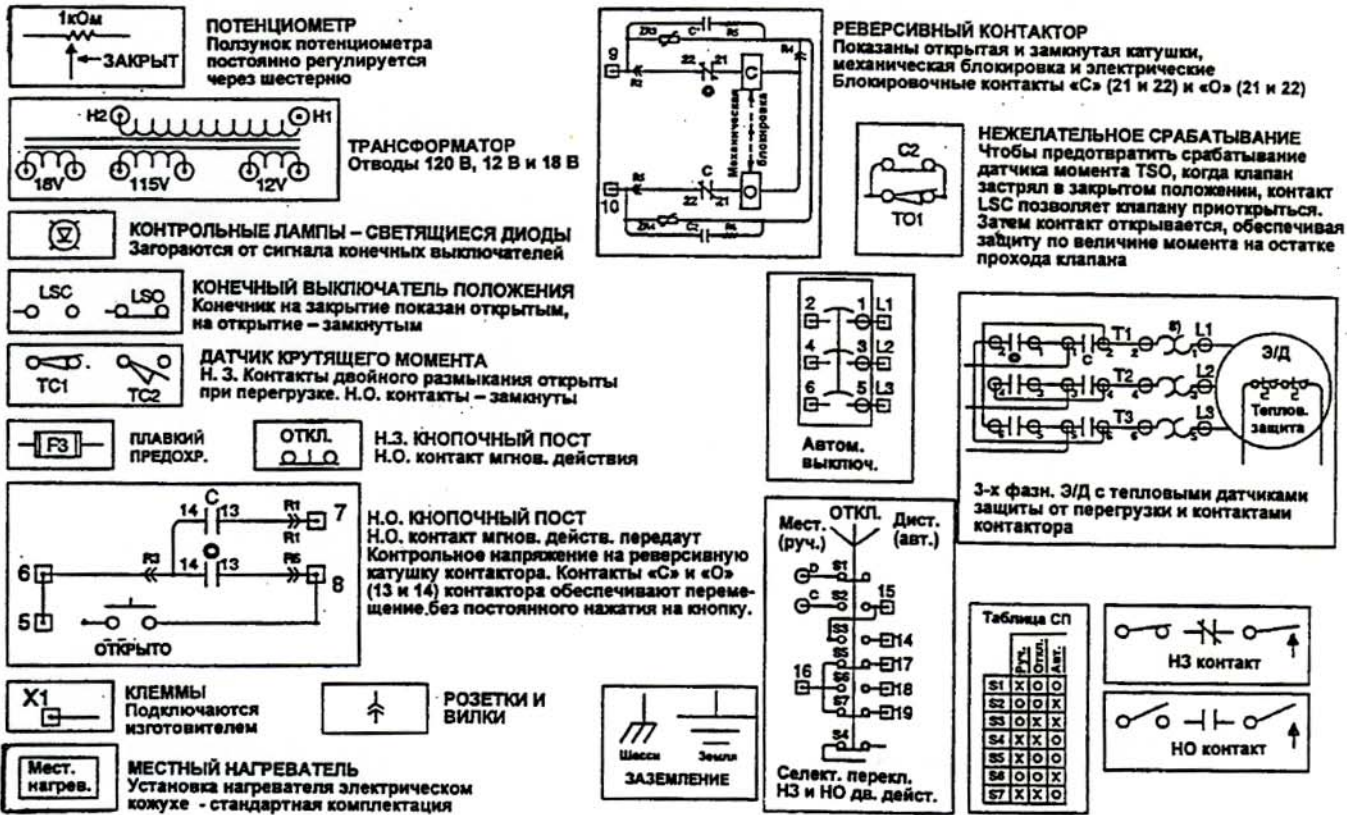 1кОм
ЗАКРЫТ
ПОТЕНЦИОМЕТР
Ползунок потенциометра
постоянно регулируется
через шестерню
H2 H1
18V 115V 12V
ТРАНСФОРМАТОР
Отводы 120 В, 12 В и 18 В
КОНТРОЛЬНЫЕ ЛАМПЫ – СВЕТЯЩИЕСЯ ДИОДЫ
Загораются от сигнала конечных выключателей
LSC LSO
КОНЕЧНЫЙ ВЫКЛЮЧАТЕЛЬ ПОЛОЖЕНИЯ
Конечник на закрытие показан открытым,
на открытие – замкнутым
TC1 TC2
ДАТЧИК КРУТЯЩЕГО МОМЕНТА
Н. З. Контакты двойного размыкания открыты
при перегрузке. Н.О. контакты – замкнуты
F3
ПЛАВКИЙ
ПРЕДОХР.
ОТКЛ.
Н.З. КНОПОЧНЫЙ ПОСТ
Н.О. контакт мгнов. действия
C
14 13 R1 7
R1
6 R3 14 O 13 R5 8
5
ОТКРЫТО
Н.О. КНОПОЧНЫЙ ПОСТ
Н.О. контакт мгнов. действ. передаут
Контрольное напряжение на реверсивную
катушку контактора. Контакты «С» и «О»
(13 и 14) контактора обеспечивают переме-
щение,без постоянного нажатия на кнопку.
X1
КЛЕММЫ
Подключаются
изготовителем
РОЗЕТКИ И
ВИЛКИ
Мест.
нагрев.
МЕСТНЫЙ НАГРЕВАТЕЛЬ
Установка нагревателя электрическом
кожухе - стандартная комплектация
Шасси Земля
ЗАЗЕМЛЕНИЕ
9 22 21 C
Механическая
блокировка
10 22 C 21 O
РЕВЕРСИВНЫЙ КОНТАКТОР
Показаны открытая и замкнутая катушки,
механическая блокировка и электрические
Блокировочные контакты «С» (21 и 22) и «О» (21 и 22)
C2
TO1
НЕЖЕЛАТЕЛЬНОЕ СРАБАТЫВАНИЕ
Чтобы предотвратить срабатывание
датчика момента TSO, когда клапан
застрял в закрытом положении, контакт
LSC позволяет клапану приоткрыться.
Затем контакт открывается, обеспечивая
защиту по величине момента на остатке
прохода клапана
2 1 L1
4 3 L2
6 5 L3
Автом.
выключ.
T1 L1
T2 L2
T3 L3
Э/Д
Теплов.
защита
3-х фазн. Э/Д с тепловыми датчиками
защиты от перегрузки и контактами
контактора
ОТКЛ.
Мест.
(руч.)
Дист.
(авт.)
O S1
C S2 15
S3 14
17
16 18
19
S4
Селект. перекл.
НЗ и НО дв. дейст.
Таблица СП
Руч. Откл. Авт.
S1 X O O
S2 O O X
S3 O X X
S4 X X O
S5 X X O
S6 O O X
S7 X X O
НЗ контакт
НО контакт